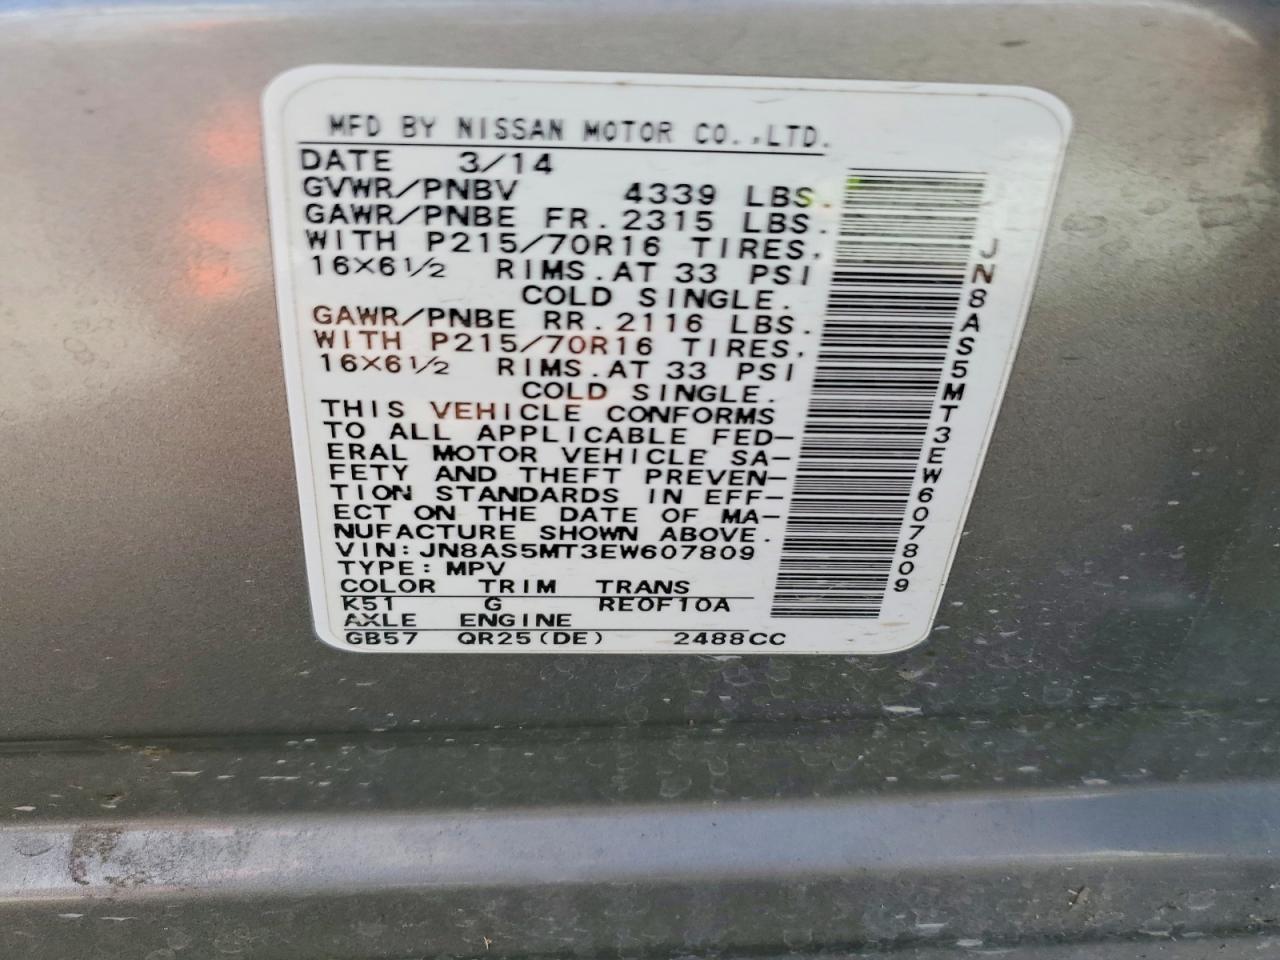 MFD BY NISSAN MOTOR CO.,LTD.
DATE 3/14
GVWR/PNBV 4339 LBS.
GAWR/PNBE FR. 2315 LBS.
WITH P215/70R16 TIRES,
16×6½ RIMS. AT 33 PSI
COLD SINGLE.
GAWR/PNBE RR. 2116 LBS.
WITH P215/70R16 TIRES,
16×6½ RIMS. AT 33 PSI
COLD SINGLE.
THIS VEHICLE CONFORMS
TO ALL APPLICABLE FED-
ERAL MOTOR VEHICLE SA-
FETY AND THEFT PREVEN-
TION STANDARDS IN EFF-
ECT ON THE DATE OF MA-
NUFACTURE SHOWN ABOVE.
VIN: JN8AS5MT3EW607809
TYPE: MPV
COLOR TRIM TRANS
K51 G RE0F10A
AXLE ENGINE
GB57 QR25(DE) 2488CC
JN8AS5MT3EW607809